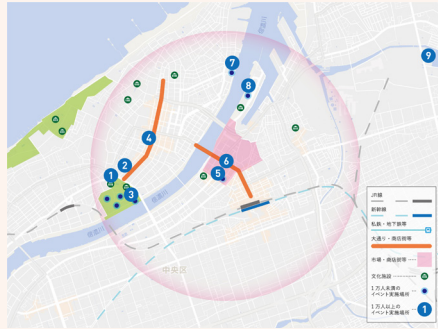 7
8
9
4
2
1
3
6
5
中央区
JR線
新幹線
私鉄・地下鉄等
大通り・商店街等
市場・商店街等
文化施設
1万人未満の
イベント実施場所
1万人以上の
イベント実施場所
1